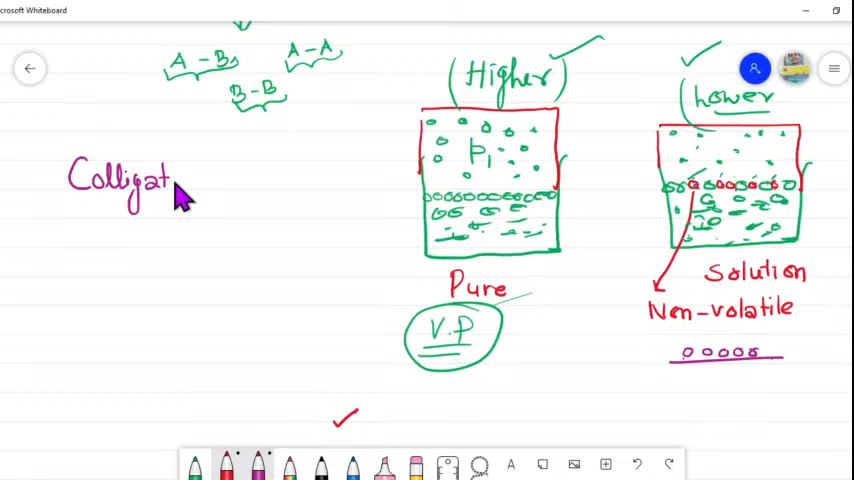 crosoft Whiteboard
A - B
A - A
B - B
(Higher)
(Lower)
Colligat
P1
Pure
Solution
V.P
Non-volatile
A